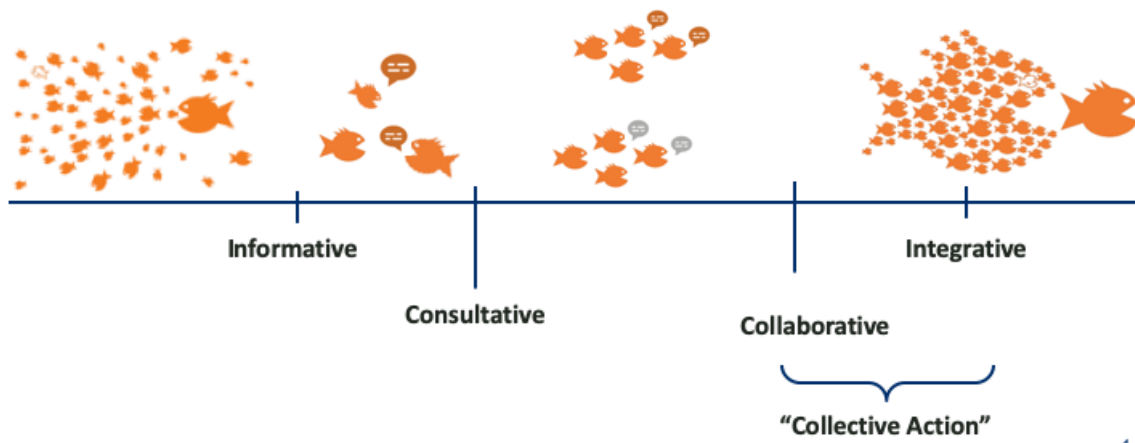 Informative
Integrative
Consultative
Collaborative
“Collective Action”